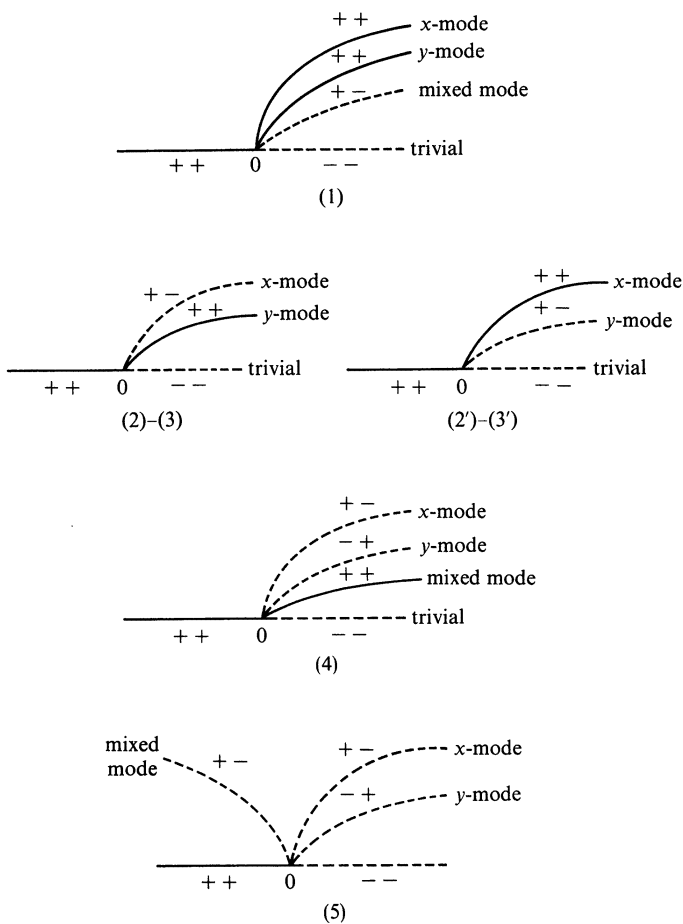 + +
x-mode
+ +
y-mode
+ -
mixed mode
trivial
+ + 0 - -
(1)
+ -
x-mode
+ +
y-mode
trivial
+ + 0 - -
(2)–(3)
+ +
x-mode
+ -
y-mode
trivial
+ + 0 - -
(2′)–(3′)
+ -
x-mode
- +
y-mode
+ +
mixed mode
trivial
+ + 0 - -
(4)
mixed
mode
+ -
+ -
x-mode
- +
y-mode
+ + 0 - -
(5)